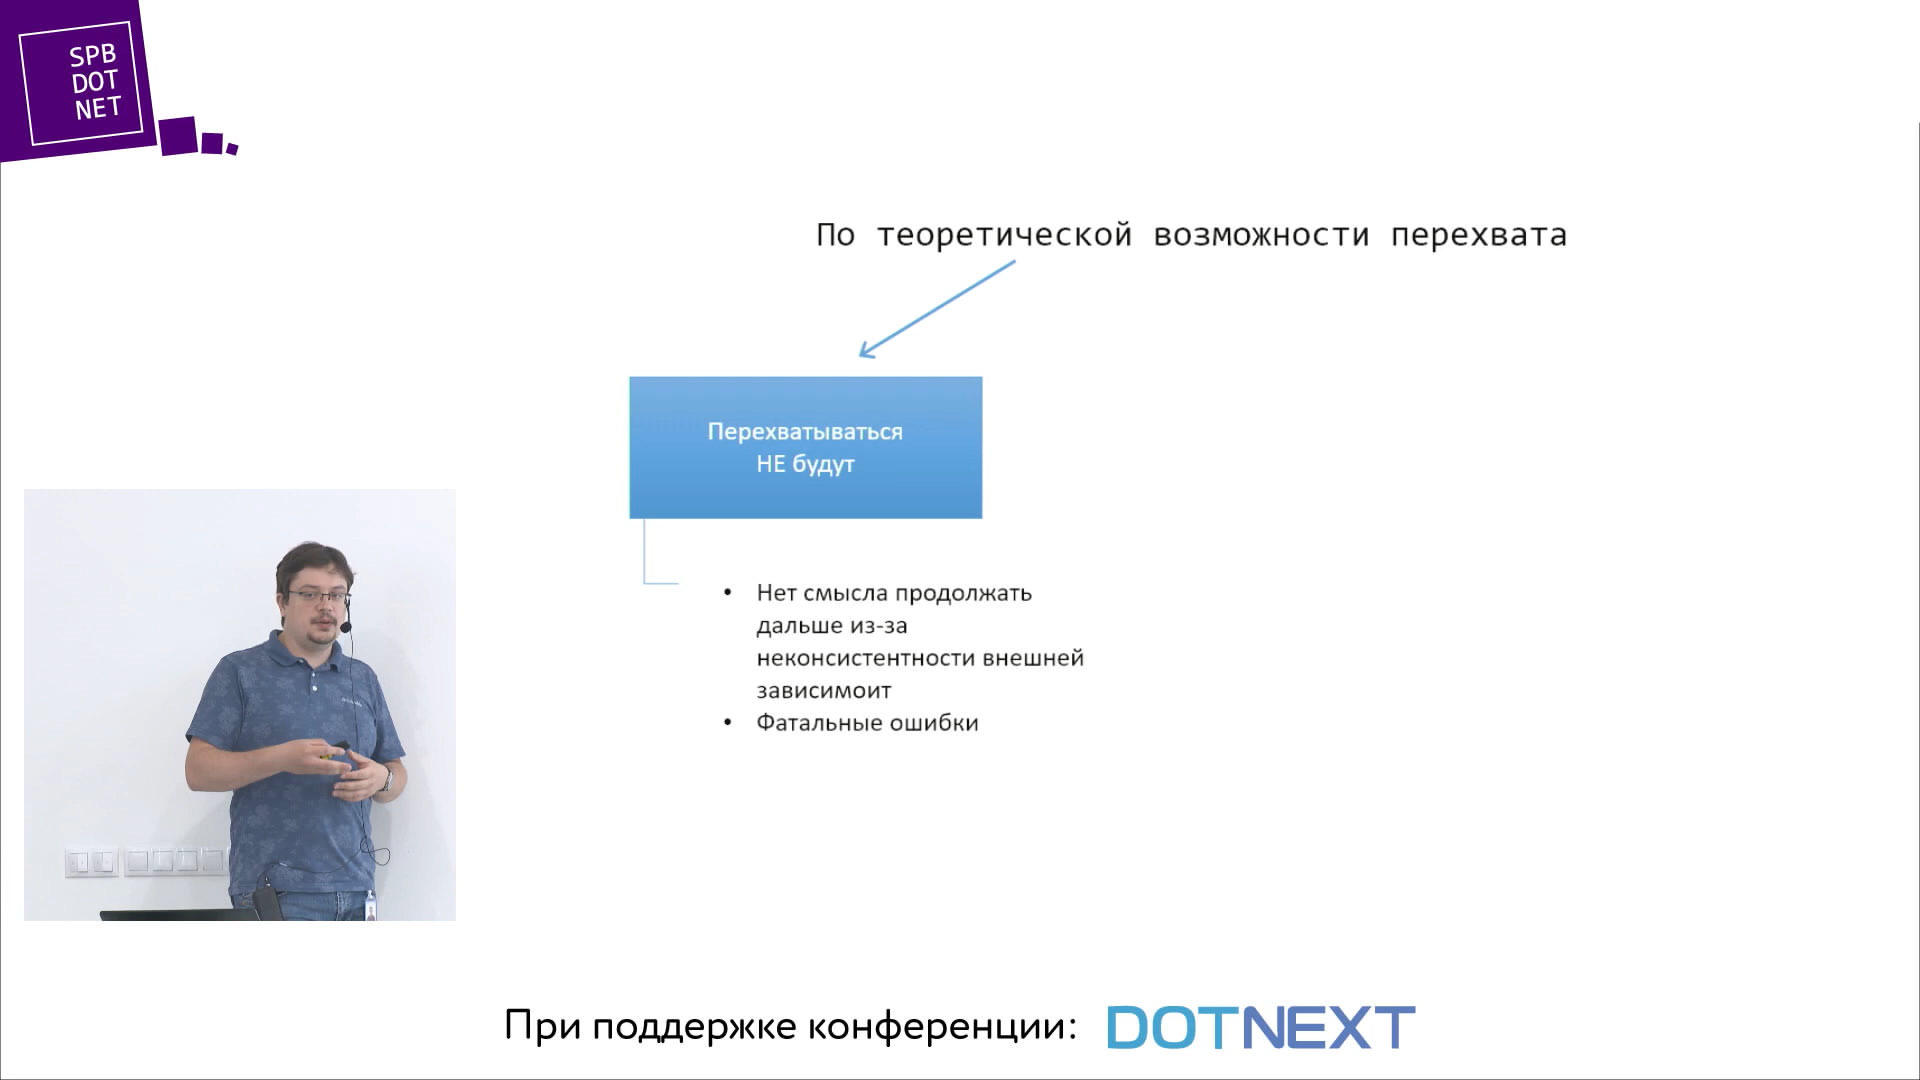 SPB
DOT
NET
По теоретической возможности перехвата
Перехватываться
НЕ будут
• Нет смысла продолжать
дальше из-за
неконсистентности внешней
зависимоит
• Фатальные ошибки
При поддержке конференции: DOTNEXT